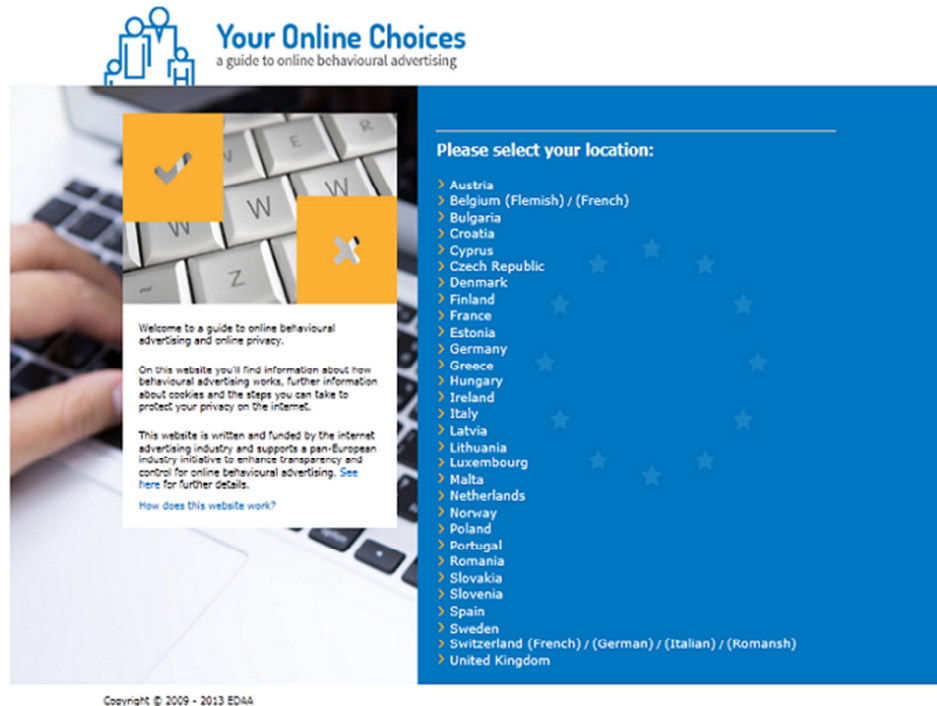 Your Online Choices
a guide to online behavioural advertising
V E R
W W W
~ Z
Welcome to a guide to online behavioural
advertising and online privacy.
On this website you'll find information about how
behavioural advertising works, further information
about cookies and the steps you can take to
protect your privacy on the internet.
This website is written and funded by the internet
advertising industry and supports a pan-European
industry initiative to enhance transparency and
control for online behavioural advertising. See
here for further details.
How does this website work?
Please select your location:
Austria
Belgium (Flemish) / (French)
Bulgaria
Croatia
Cyprus
Czech Republic
Denmark
Finland
France
Estonia
Germany
Greece
Hungary
Ireland
Italy
Latvia
Lithuania
Luxembourg
Malta
Netherlands
Norway
Poland
Portugal
Romania
Slovakia
Slovenia
Spain
Sweden
Switzerland (French) / (German) / (Italian) / (Romansh)
United Kingdom
Copyright © 2009 - 2013 EDAA